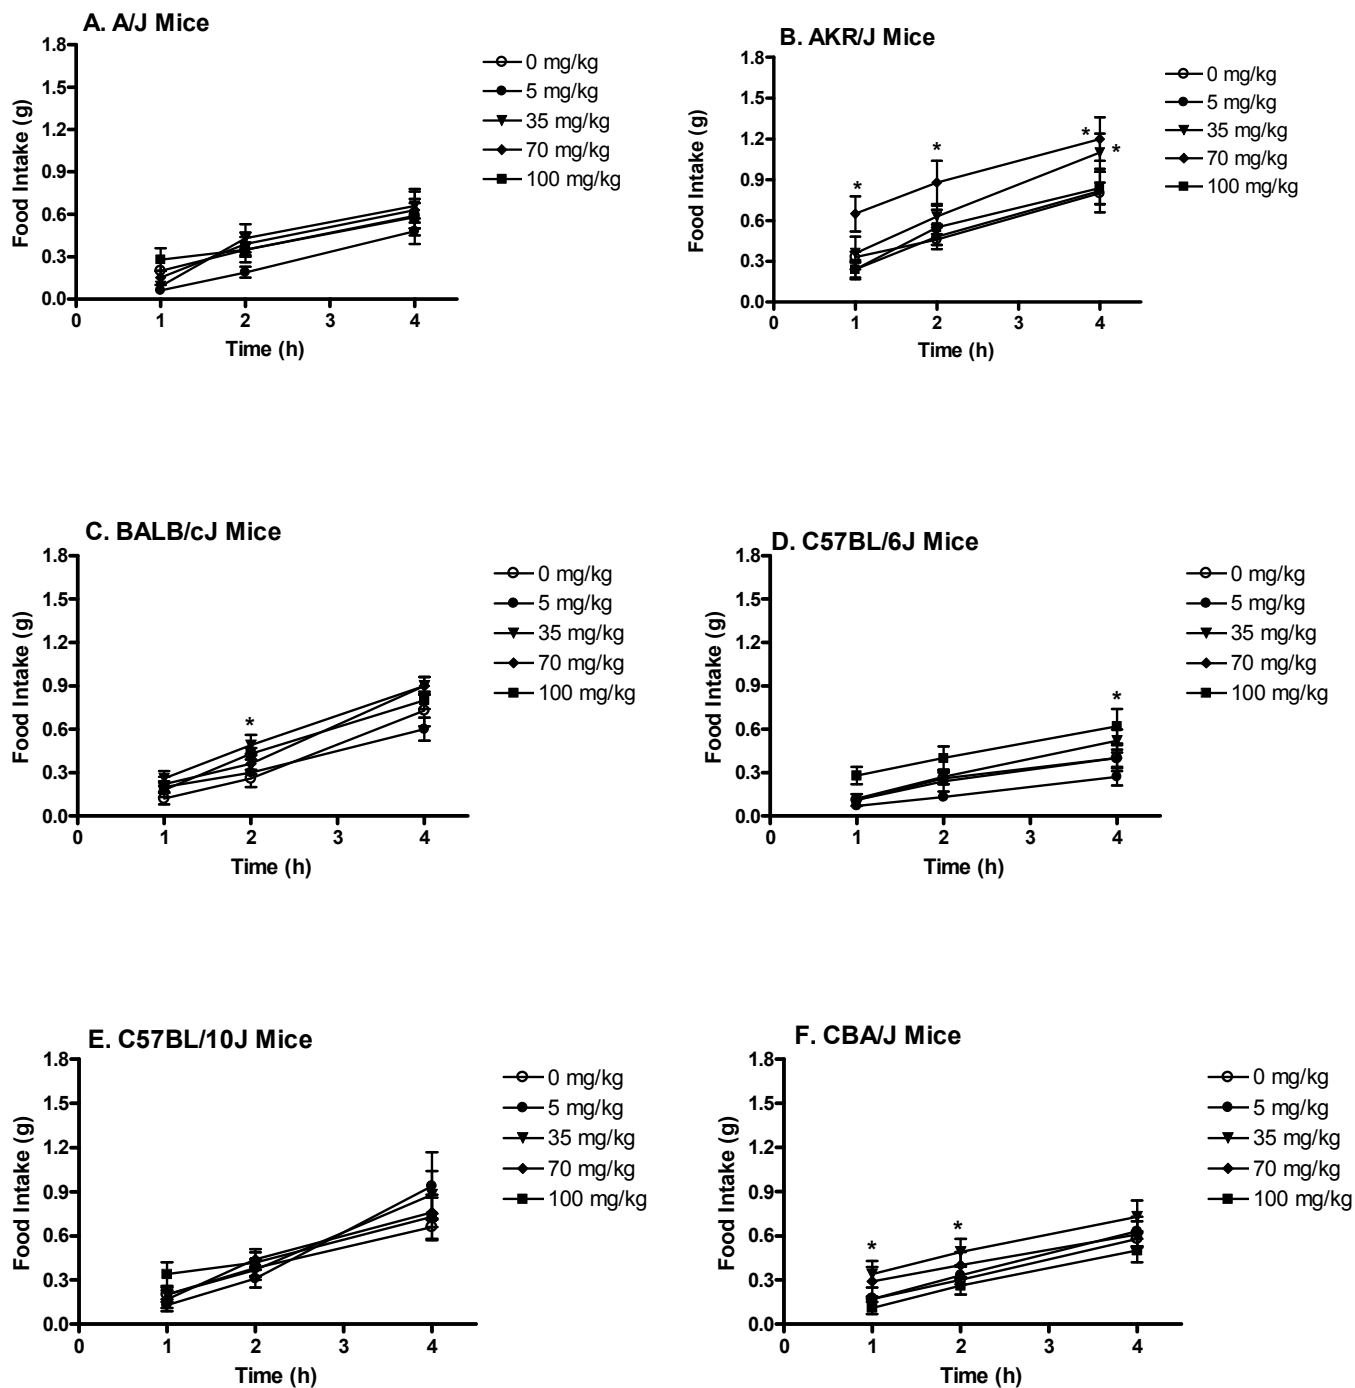 A. A/J Mice
1.8
1.5
1.2
0.9
0.6
0.3
0.0
0 1 2 3 4
Food Intake (g)
Time (h)
0 mg/kg
5 mg/kg
35 mg/kg
70 mg/kg
100 mg/kg
B. AKR/J Mice
1.8
1.5
1.2
0.9
0.6
0.3
0.0
0 1 2 3 4
Food Intake (g)
Time (h)
* * * *
0 mg/kg
5 mg/kg
35 mg/kg
70 mg/kg
100 mg/kg
C. BALB/cJ Mice
1.8
1.5
1.2
0.9
0.6
0.3
0.0
0 1 2 3 4
Food Intake (g)
Time (h)
*
0 mg/kg
5 mg/kg
35 mg/kg
70 mg/kg
100 mg/kg
D. C57BL/6J Mice
1.8
1.5
1.2
0.9
0.6
0.3
0.0
0 1 2 3 4
Food Intake (g)
Time (h)
*
0 mg/kg
5 mg/kg
35 mg/kg
70 mg/kg
100 mg/kg
E. C57BL/10J Mice
1.8
1.5
1.2
0.9
0.6
0.3
0.0
0 1 2 3 4
Food Intake (g)
Time (h)
0 mg/kg
5 mg/kg
35 mg/kg
70 mg/kg
100 mg/kg
F. CBA/J Mice
1.8
1.5
1.2
0.9
0.6
0.3
0.0
0 1 2 3 4
Food Intake (g)
Time (h)
* *
0 mg/kg
5 mg/kg
35 mg/kg
70 mg/kg
100 mg/kg